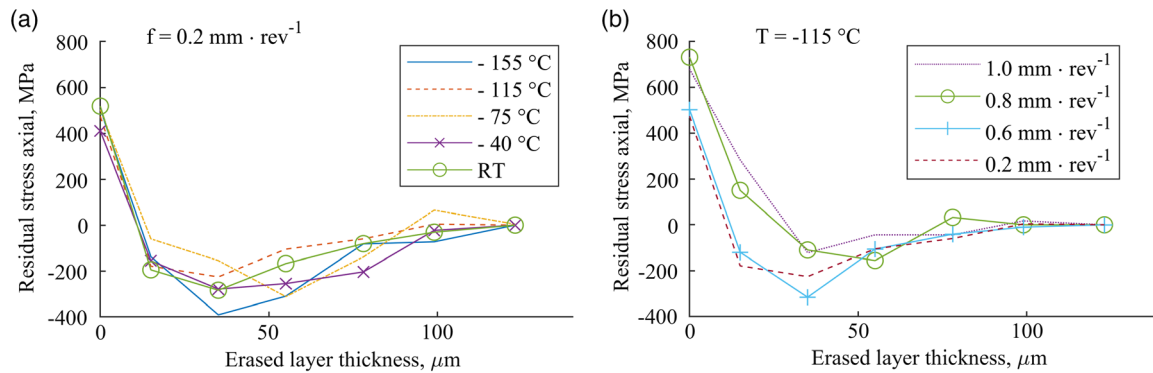 (a)
f = 0.2 mm · rev⁻¹
800
600
400
200
0
-200
-400
Residual stress axial, MPa
- 155 °C
- 115 °C
- 75 °C
- 40 °C
RT
0
50
100
Erased layer thickness, μm
(b)
T = -115 °C
800
600
400
200
0
-200
-400
Residual stress axial, MPa
1.0 mm · rev⁻¹
0.8 mm · rev⁻¹
0.6 mm · rev⁻¹
0.2 mm · rev⁻¹
0
50
100
Erased layer thickness, μm